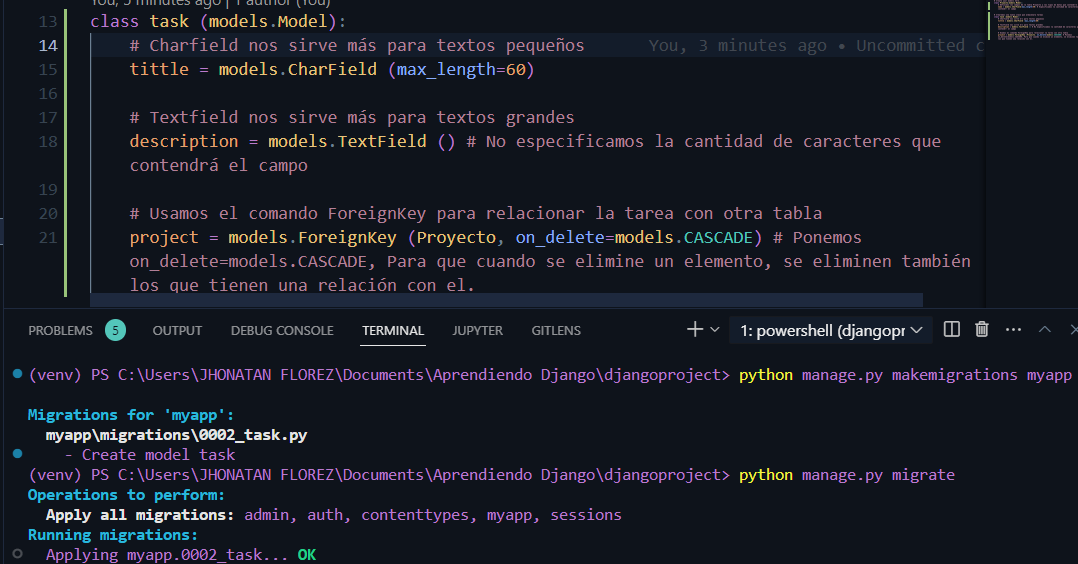 You, 3 minutes ago | 1 author (You)
13 class task (models.Model):
14 # Charfield nos sirve más para textos pequeños You, 3 minutes ago • Uncommitted c
15 tittle = models.CharField (max_length=60)
16
17 # Textfield nos sirve más para textos grandes
18 description = models.TextField () # No especificamos la cantidad de caracteres que
contendrá el campo
19
20 # Usamos el comando ForeignKey para relacionar la tarea con otra tabla
21 project = models.ForeignKey (Proyecto, on_delete=models.CASCADE) # Ponemos
on_delete=models.CASCADE, Para que cuando se elimine un elemento, se eliminen también
los que tienen una relación con el.
PROBLEMS 5 OUTPUT DEBUG CONSOLE TERMINAL JUPYTER GITLENS 1: powershell (djangopr
(venv) PS C:\Users\JHONATAN FLOREZ\Documents\Aprendiendo Django\djangoproject> python manage.py makemigrations myapp
Migrations for 'myapp':
myapp\migrations\0002_task.py
- Create model task
(venv) PS C:\Users\JHONATAN FLOREZ\Documents\Aprendiendo Django\djangoproject> python manage.py migrate
Operations to perform:
Apply all migrations: admin, auth, contenttypes, myapp, sessions
Running migrations:
Applying myapp.0002_task... OK